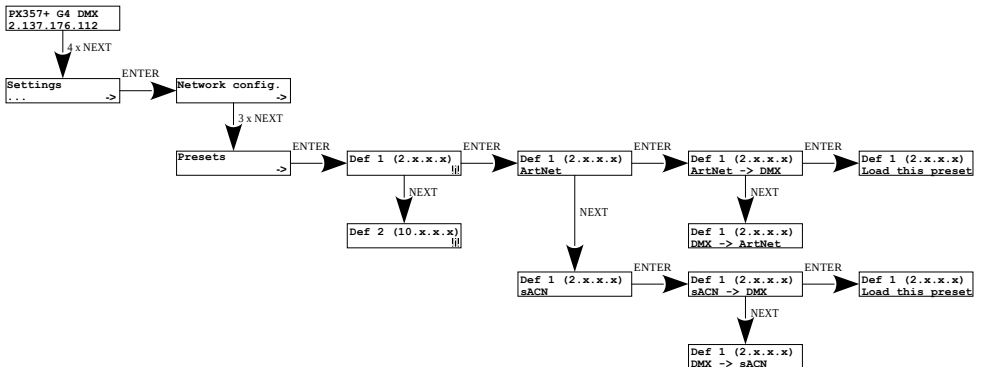 PX357+ G4 DMX
2.137.176.112
4 x NEXT
Settings
... ->
ENTER
Network config.
->
3 x NEXT
Presets
->
ENTER
Def 1 (2.x.x.x)
!i!
ENTER
Def 1 (2.x.x.x)
ArtNet
ENTER
Def 1 (2.x.x.x)
ArtNet -> DMX
ENTER
Def 1 (2.x.x.x)
Load this preset
NEXT
Def 2 (10.x.x.x)
!i!
NEXT
NEXT
Def 1 (2.x.x.x)
DMX -> ArtNet
Def 1 (2.x.x.x)
sACN
ENTER
Def 1 (2.x.x.x)
sACN -> DMX
ENTER
Def 1 (2.x.x.x)
Load this preset
NEXT
Def 1 (2.x.x.x)
DMX -> sACN